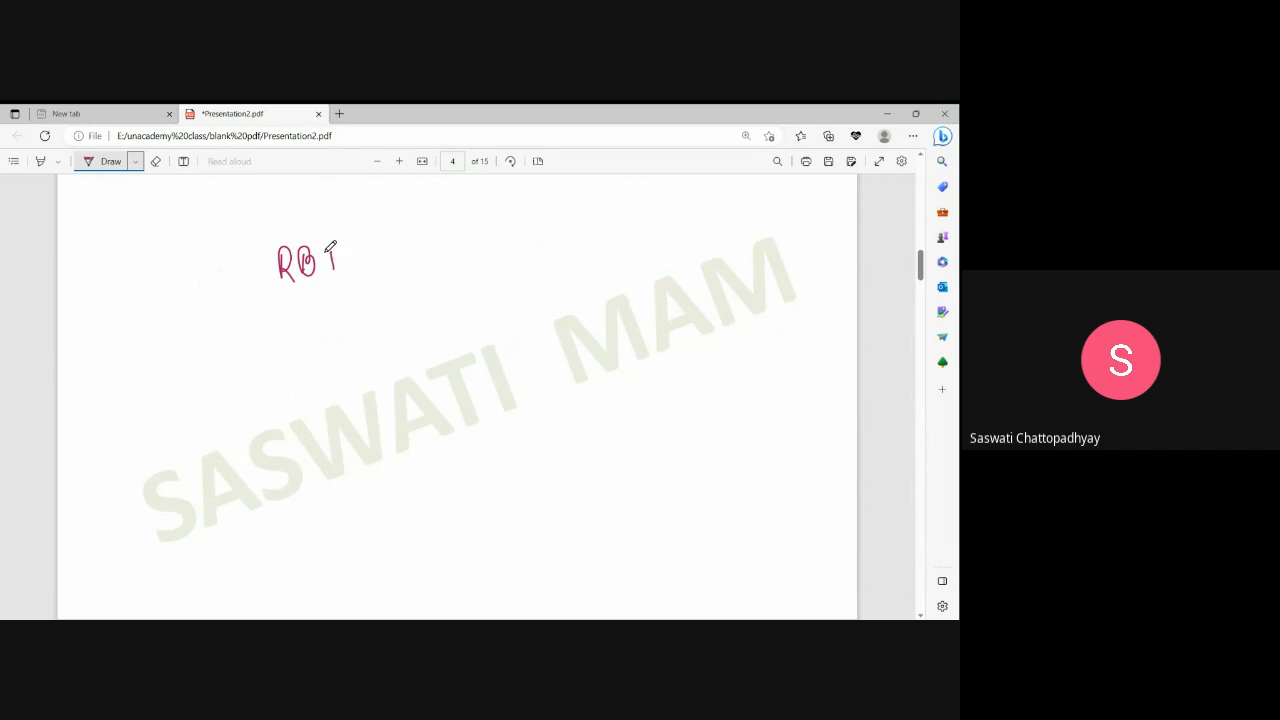 New tab
*Presentation2.pdf
File
E:/unacademy%20class/blank%20pdf/Presentation2.pdf
Draw
Read aloud
4
of 15
SASWATI MAM
S
Saswati Chattopadhyay